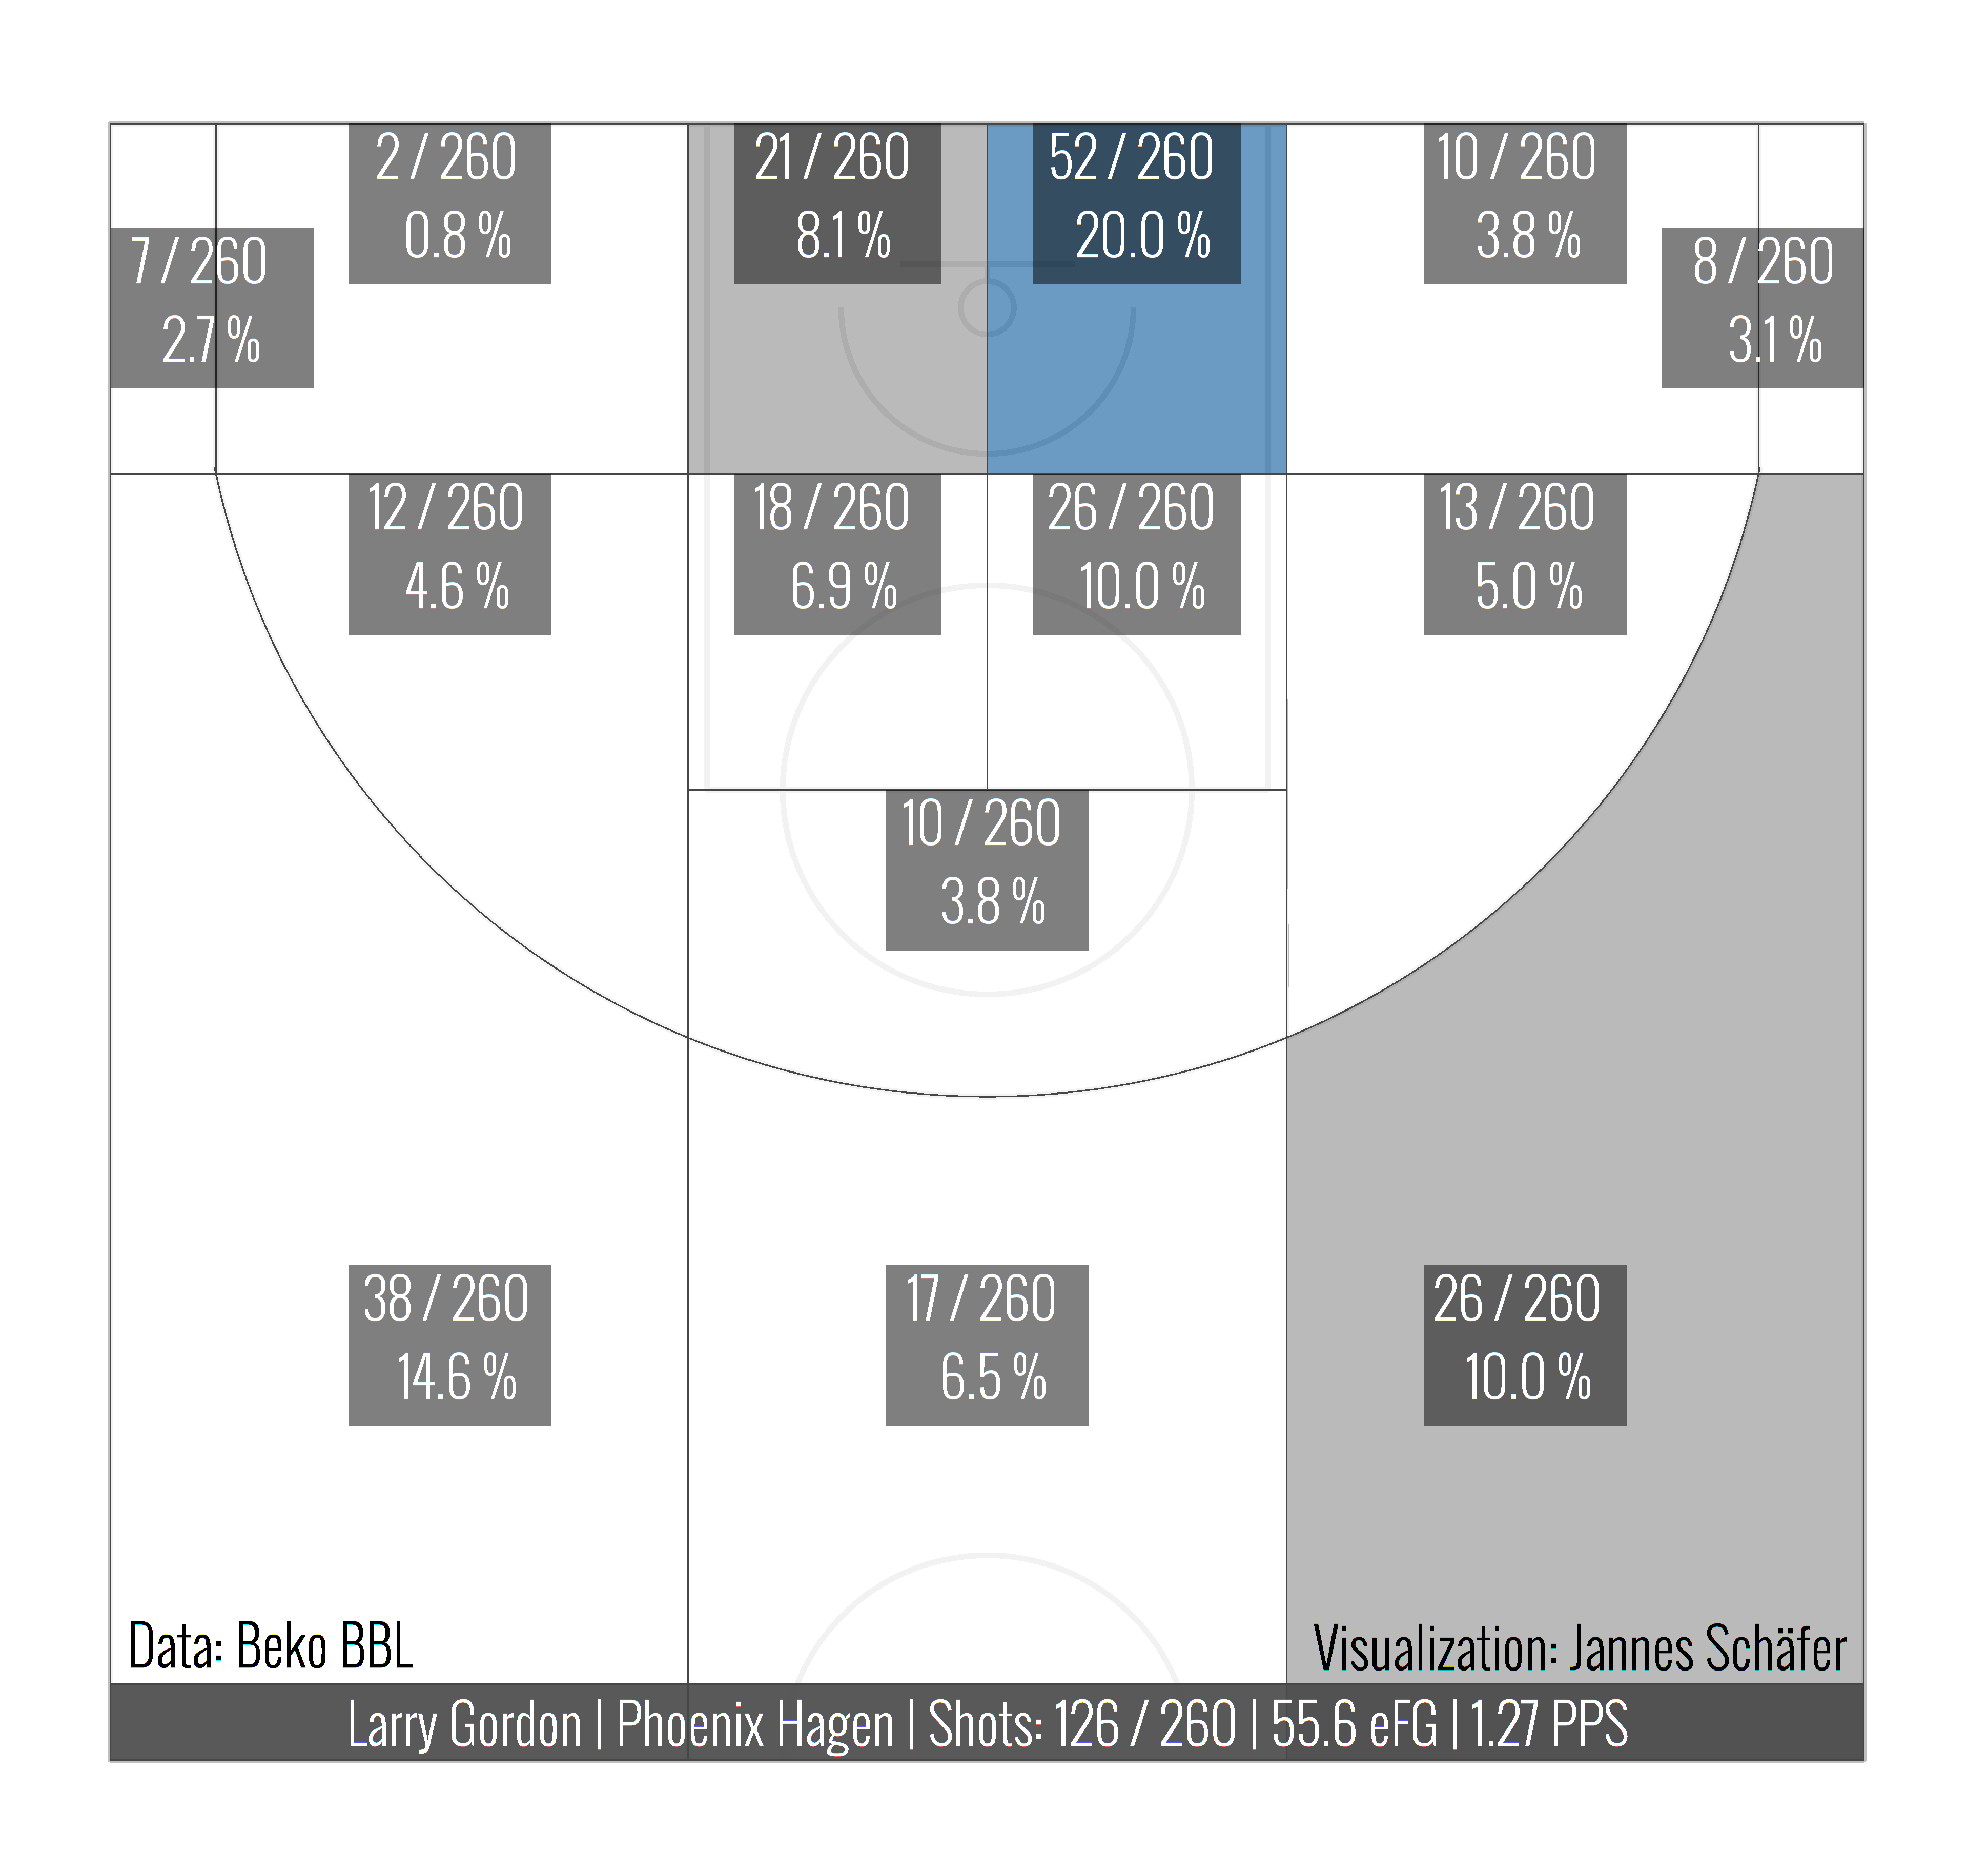 2 / 260
0.8 %
21 / 260
8.1 %
52 / 260
20.0 %
10 / 260
3.8 %
7 / 260
2.7 %
8 / 260
3.1 %
12 / 260
4.6 %
18 / 260
6.9 %
26 / 260
10.0 %
13 / 260
5.0 %
10 / 260
3.8 %
38 / 260
14.6 %
17 / 260
6.5 %
26 / 260
10.0 %
Data: Beko BBL
Visualization: Jannes Schäfer
Larry Gordon | Phoenix Hagen | Shots: 126 / 260 | 55.6 eFG | 1.27 PPS